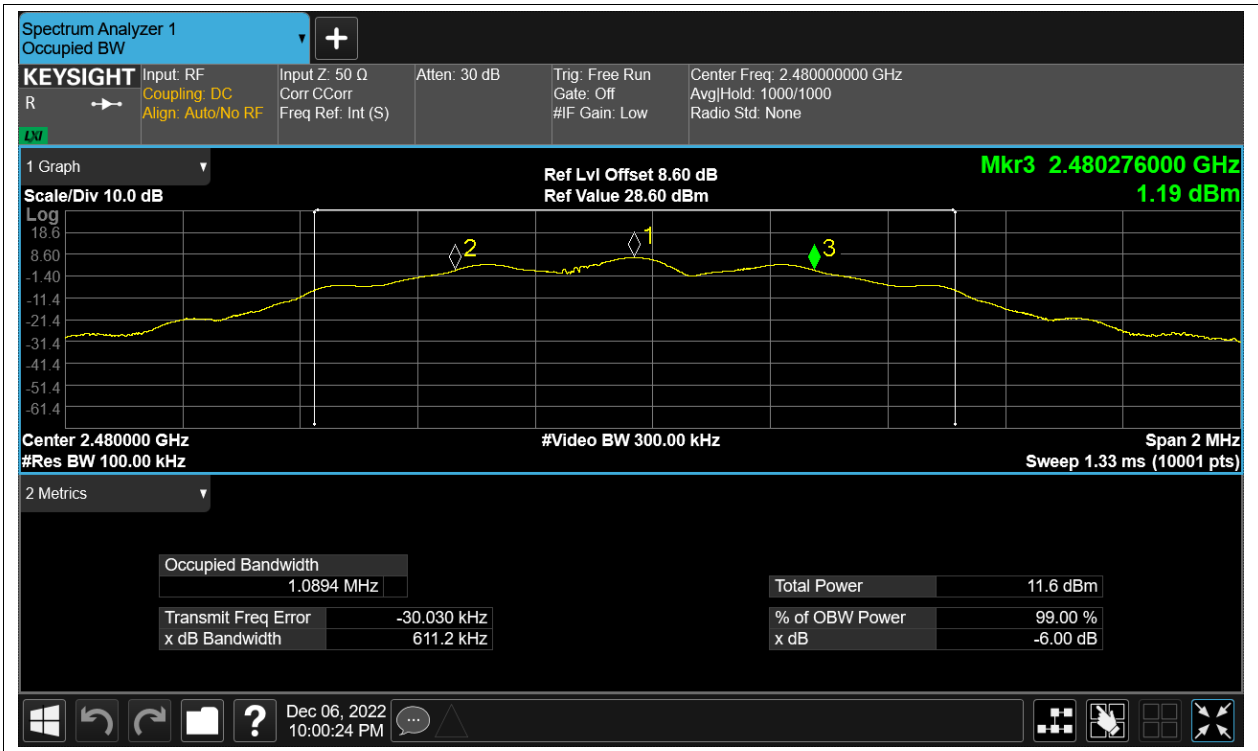 Spectrum Analyzer 1
Occupied BW
KEYSIGHT
R
LXI
Input: RF
Coupling: DC
Align: Auto/No RF
Input Z: 50 Ω
Corr CCorr
Freq Ref: Int (S)
Atten: 30 dB
Trig: Free Run
Gate: Off
#IF Gain: Low
Center Freq: 2.480000000 GHz
Avg|Hold: 1000/1000
Radio Std: None
1 Graph
Scale/Div 10.0 dB
Ref Lvl Offset 8.60 dB
Ref Value 28.60 dBm
Mkr3 2.480276000 GHz
1.19 dBm
Log
18.6
8.60
-1.40
-11.4
-21.4
-31.4
-41.4
-51.4
-61.4
2
1
3
Center 2.480000 GHz
#Res BW 100.00 kHz
#Video BW 300.00 kHz
Span 2 MHz
Sweep 1.33 ms (10001 pts)
2 Metrics
Occupied Bandwidth
1.0894 MHz
Transmit Freq Error -30.030 kHz
x dB Bandwidth 611.2 kHz
Total Power 11.6 dBm
% of OBW Power 99.00 %
x dB -6.00 dB
?
Dec 06, 2022
10:00:24 PM